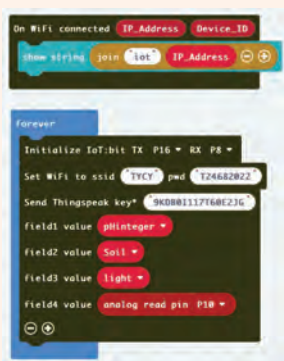 On WiFi connected IP_Address Device_ID
show string join "iot" IP_Address
Forever
Initialize IoT:bit TX P16 RX P8
Set WiFi to ssid "TYCY" pwd "T24682022"
Send Thingspeak key* "9KD80I117T60E2JG"
field1 value pHinteger
field2 value Soil
field3 value light
field4 value analog read pin P10